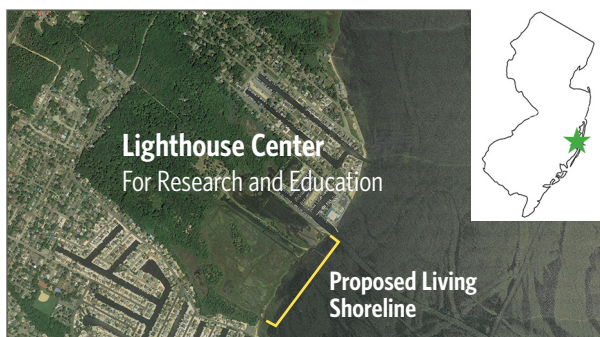 Lighthouse Center
For Research and Education
Proposed Living
Shoreline